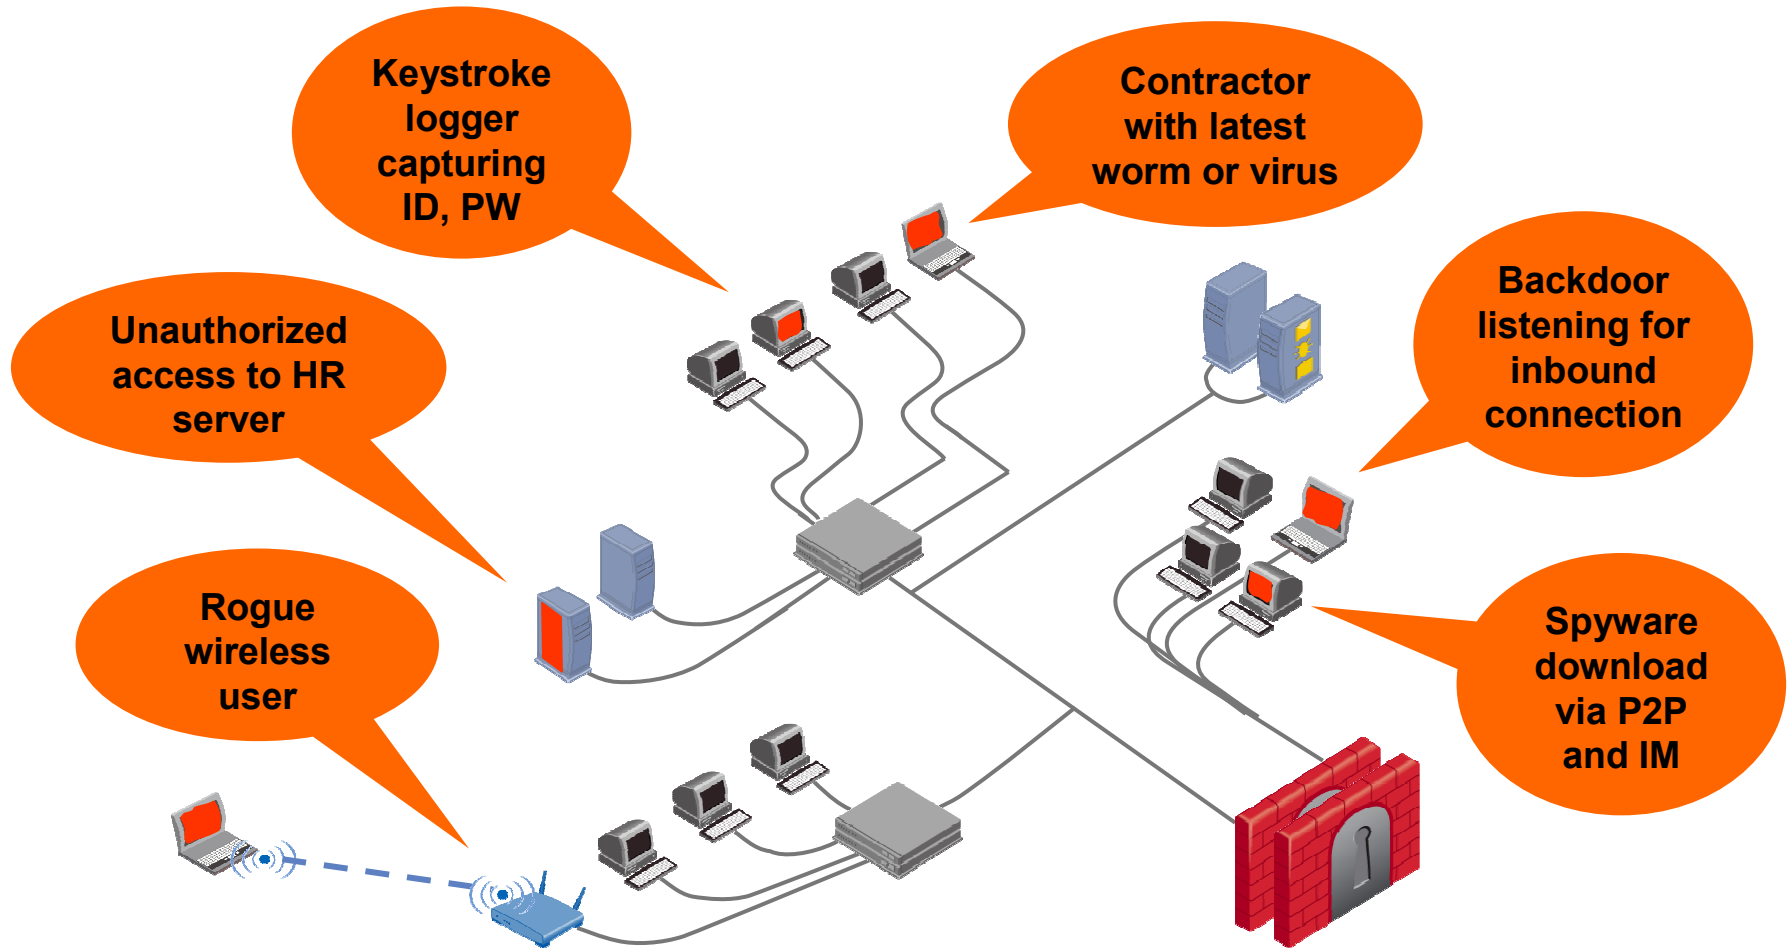 Keystroke
logger
capturing
ID, PW
Contractor
with latest
worm or virus
Unauthorized
access to HR
server
Backdoor
listening for
inbound
connection
Rogue
wireless
user
Spyware
download
via P2P
and IM